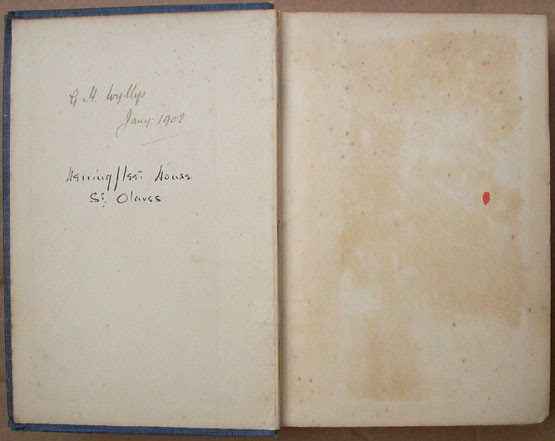 G. H. Wyllys
Jany 1902
Herringfleet House
St. Olaves